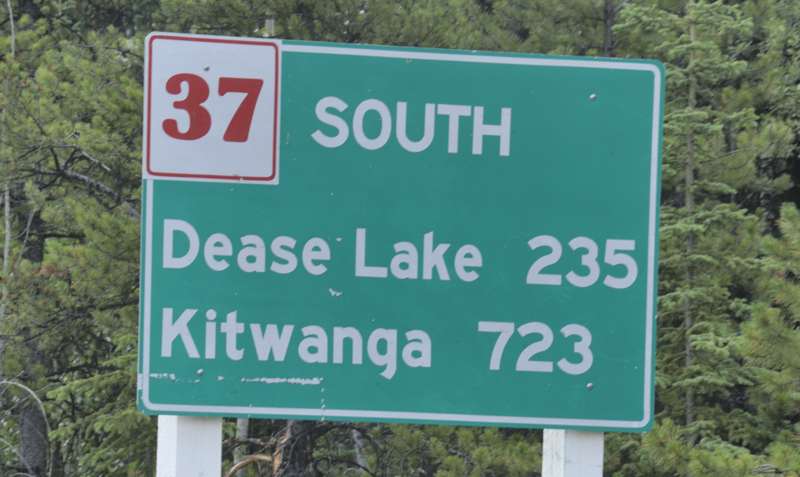 37 SOUTH
Dease Lake 235
Kitwanga 723